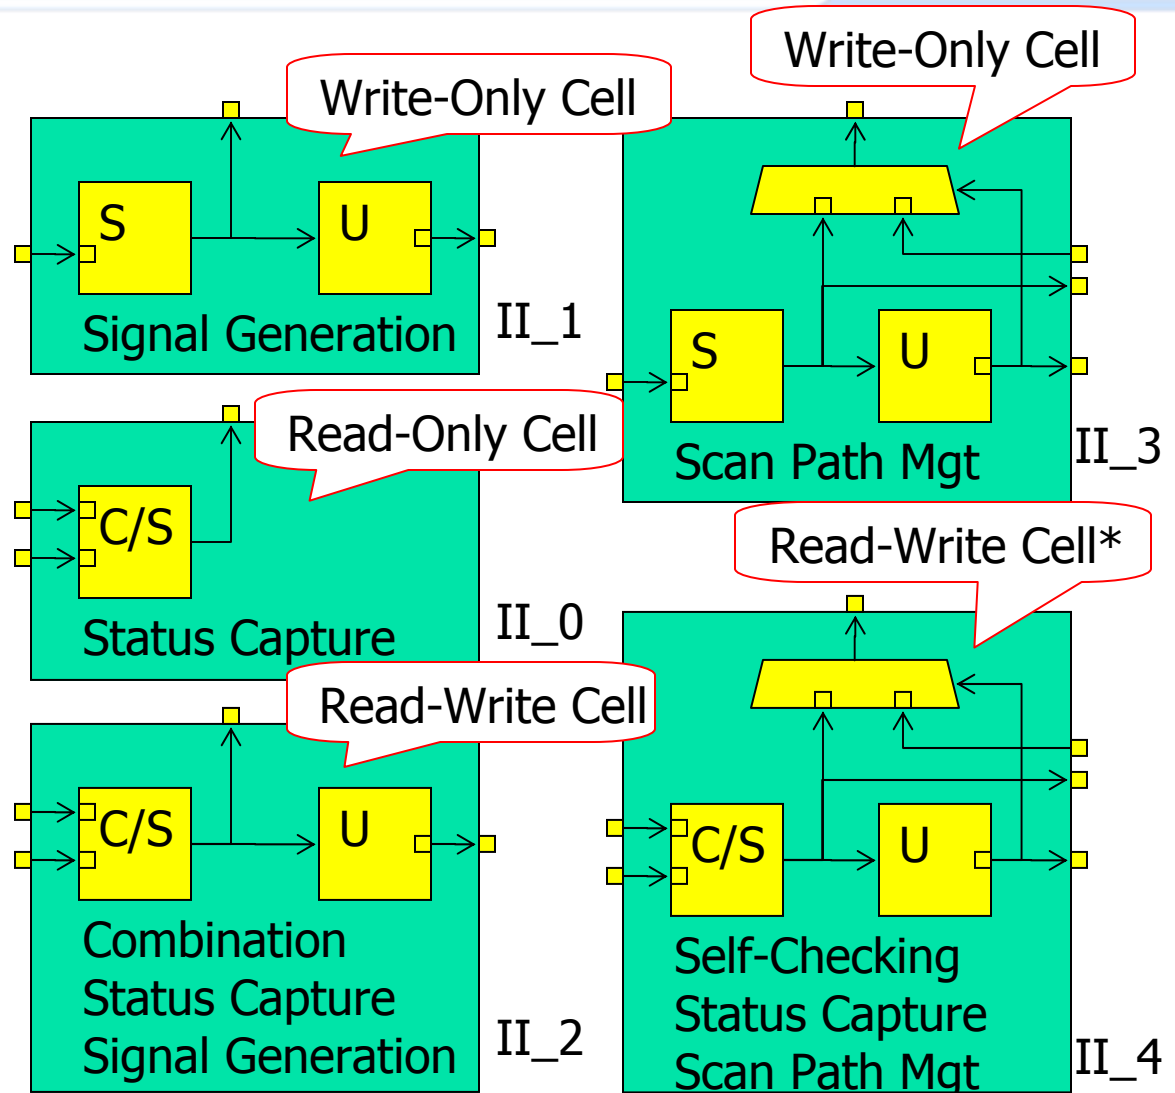 Write-Only Cell
S
U
Signal Generation
II_1
Read-Only Cell
C/S
Status Capture
II_0
Read-Write Cell
C/S
U
Combination
Status Capture
Signal Generation
II_2
Write-Only Cell
S
U
Scan Path Mgt
II_3
Read-Write Cell*
C/S
U
Self-Checking
Status Capture
Scan Path Mgt
II_4